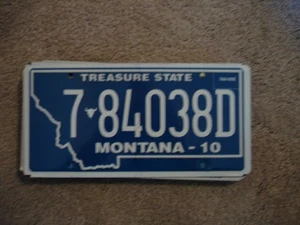 TREASURE STATE
7 84038D
MONTANA - 10